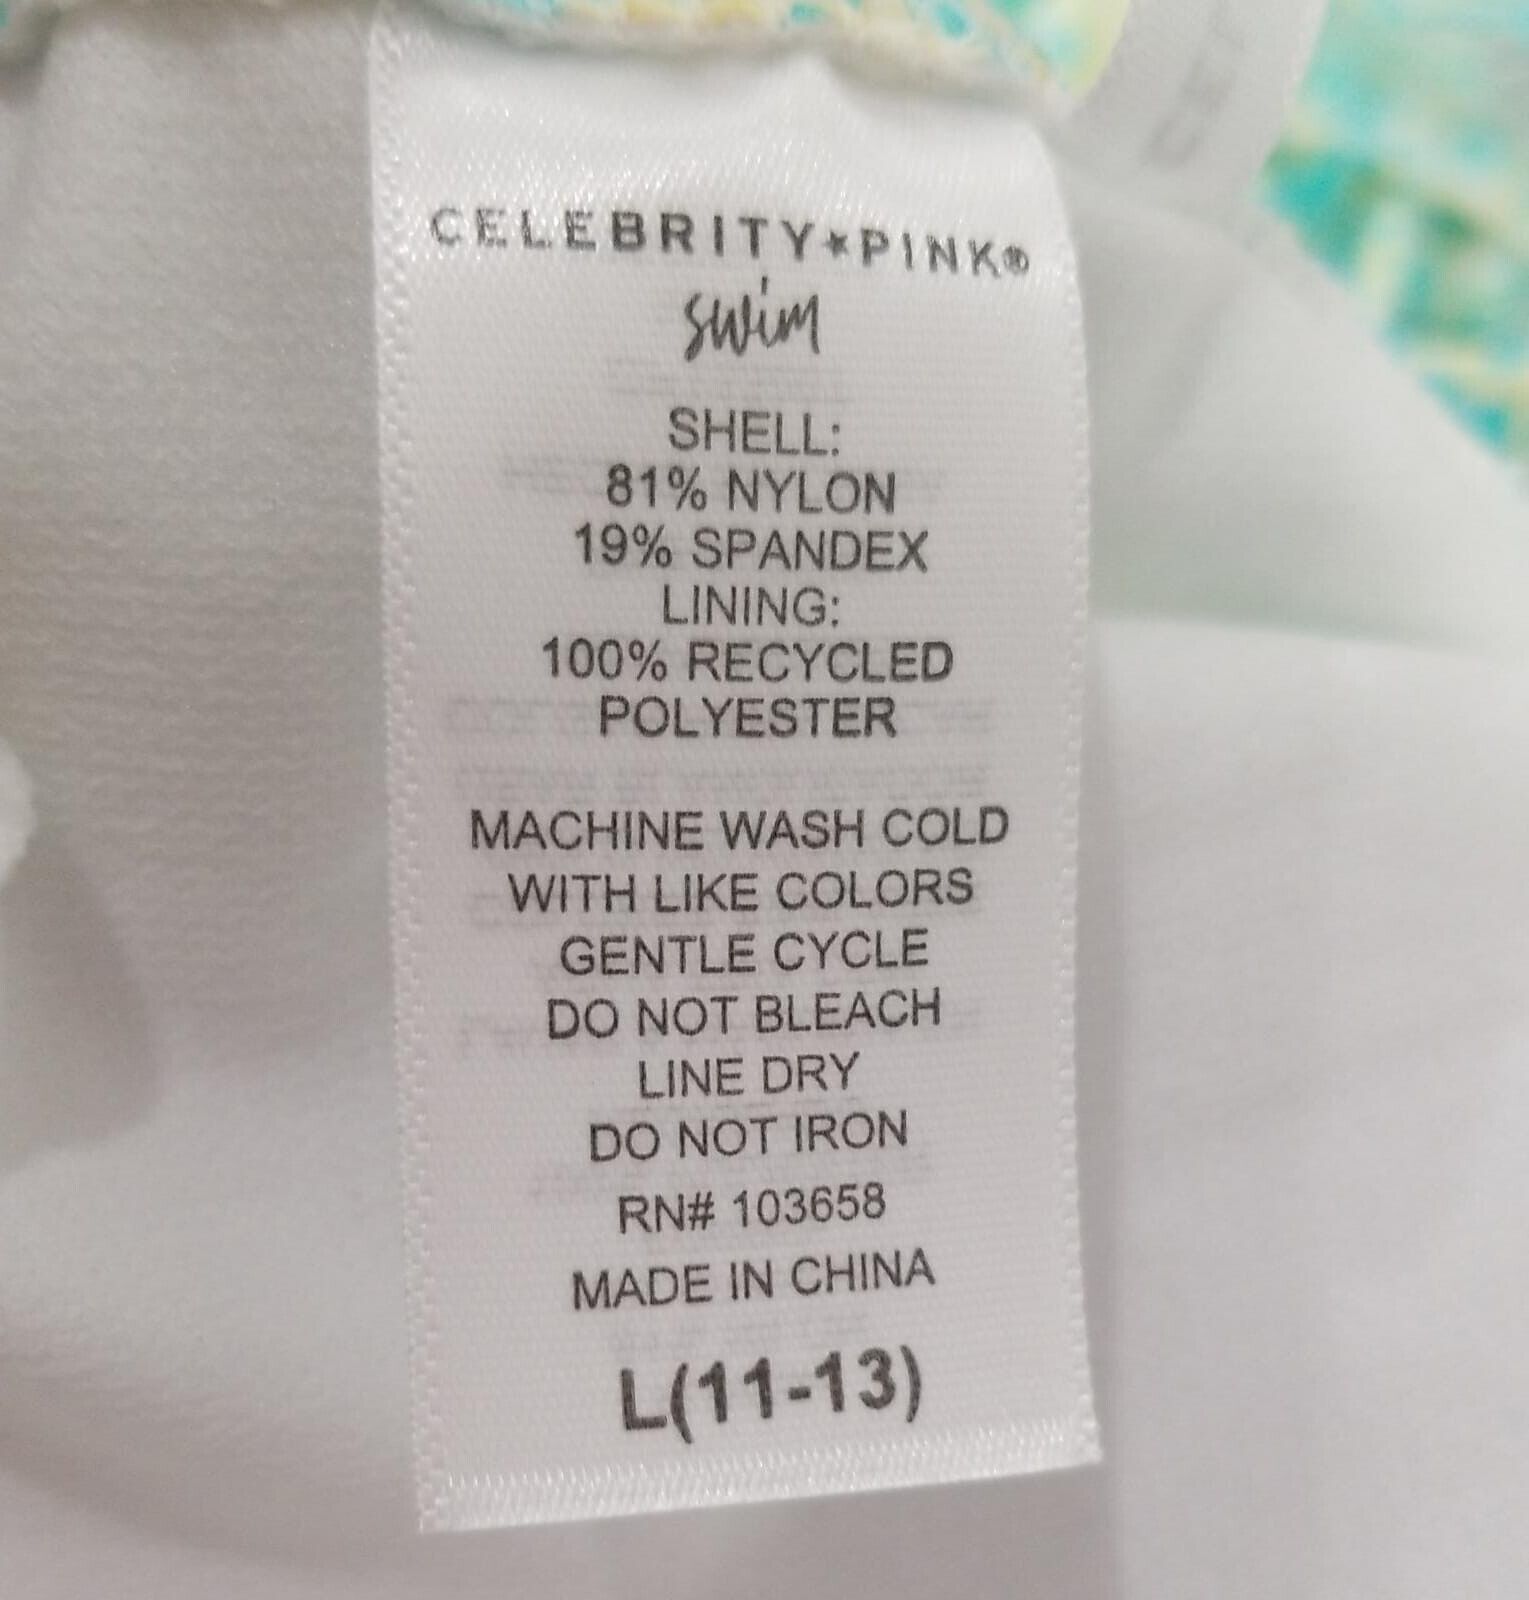 CELEBRITY★PINK®
swim
SHELL:
81% NYLON
19% SPANDEX
LINING:
100% RECYCLED
POLYESTER
MACHINE WASH COLD
WITH LIKE COLORS
GENTLE CYCLE
DO NOT BLEACH
LINE DRY
DO NOT IRON
RN# 103658
MADE IN CHINA
L(11-13)